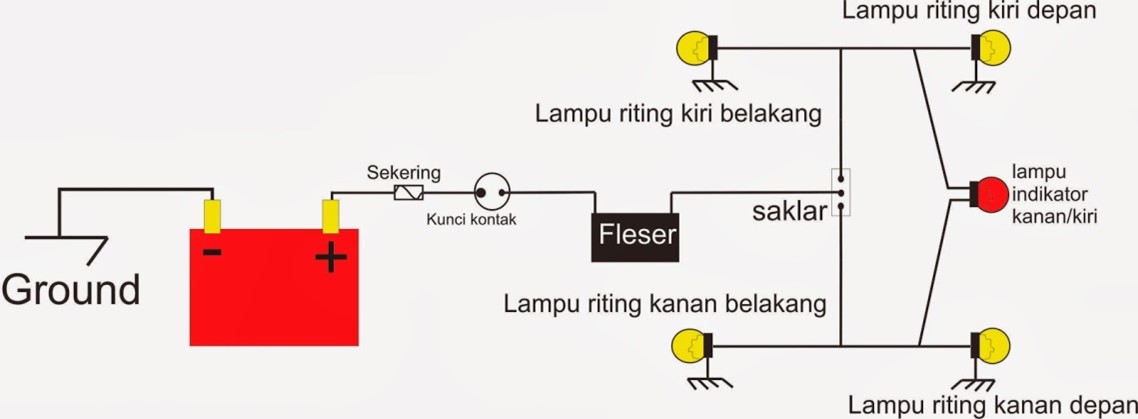 Lampu riting kiri depan
Lampu riting kiri belakang
Sekering
Kunci kontak
Fleser
saklar
lampu
indikator
kanan/kiri
- +
Ground
Lampu riting kanan belakang
Lampu riting kanan depan